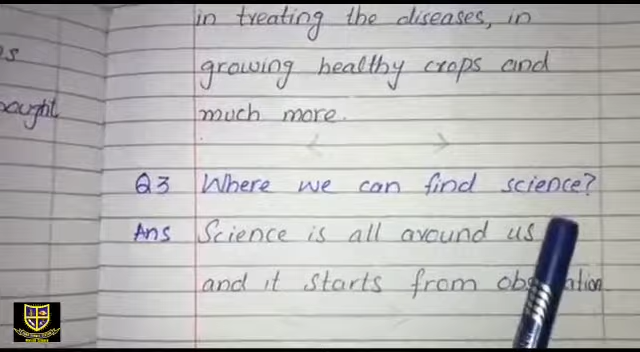 in treating the diseases, in
growing healthy crops and
ought
much more.
Q3 Where we can find science?
Ans Science is all around us
and it starts from